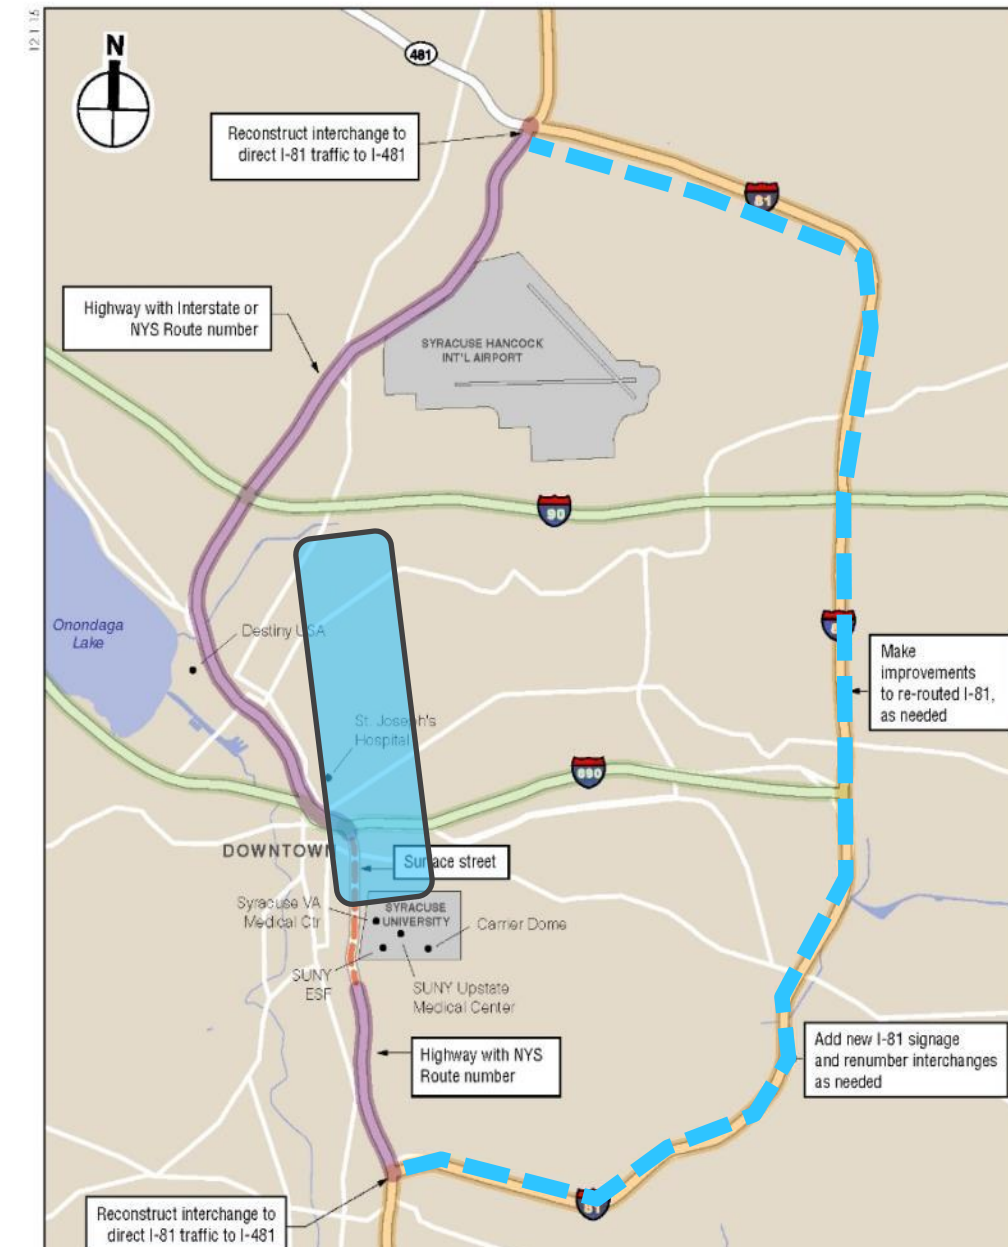 12.1.15
N
481
Reconstruct interchange to
direct I-81 traffic to I-481
81
Highway with Interstate or
NYS Route number
SYRACUSE HANCOCK
INT'L AIRPORT
90
Onondaga
Lake
Destiny USA
Make
improvements
to re-routed I-81,
as needed
St. Joseph's
Hospital
690
DOWNTOWN
Surface street
Syracuse VA
Medical Ctr
SYRACUSE
UNIVERSITY
Carrier Dome
SUNY
ESF
SUNY Upstate
Medical Center
Highway with NYS
Route number
Add new I-81 signage
and renumber interchanges
as needed
81
Reconstruct interchange to
direct I-81 traffic to I-481